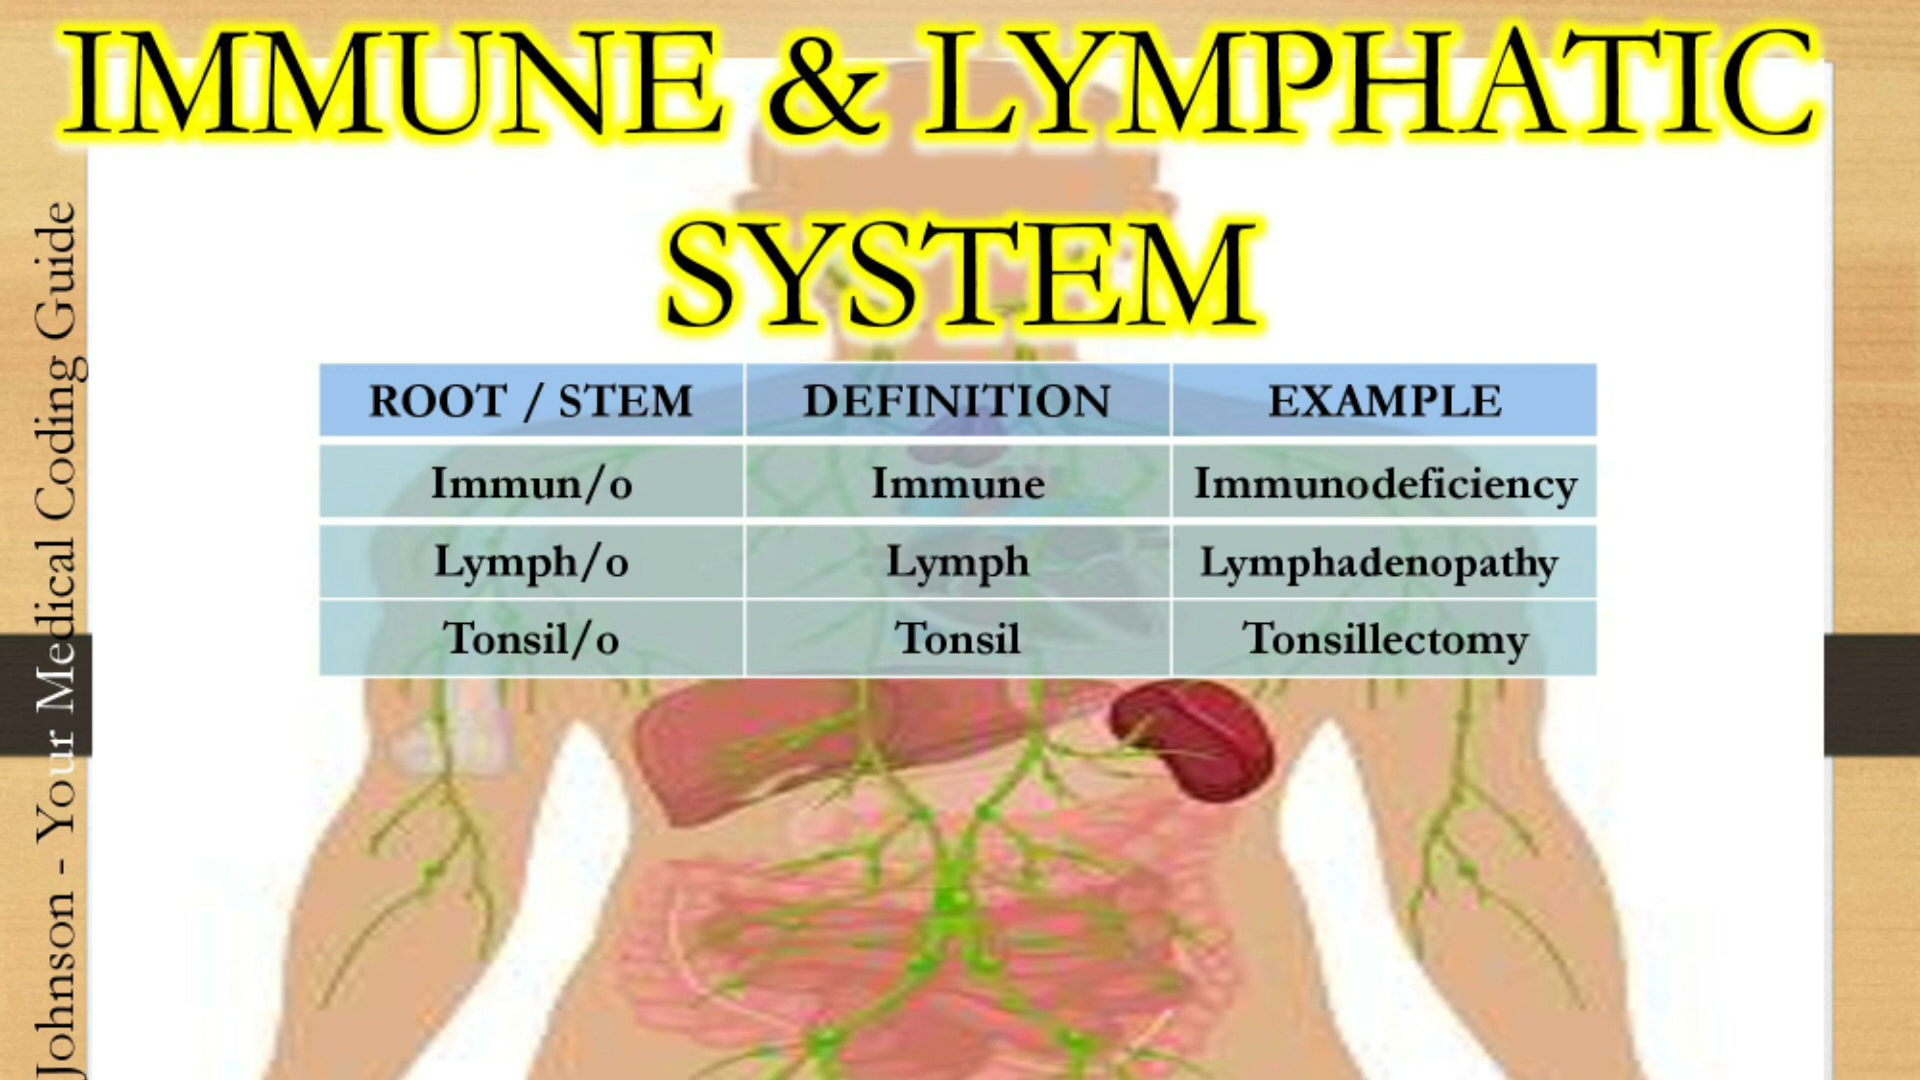 IMMUNE & LYMPHATIC
SYSTEM
ROOT / STEM DEFINITION EXAMPLE
Immun/o Immune Immunodeficiency
Lymph/o Lymph Lymphadenopathy
Tonsil/o Tonsil Tonsillectomy
Johnson - Your Medical Coding Guide